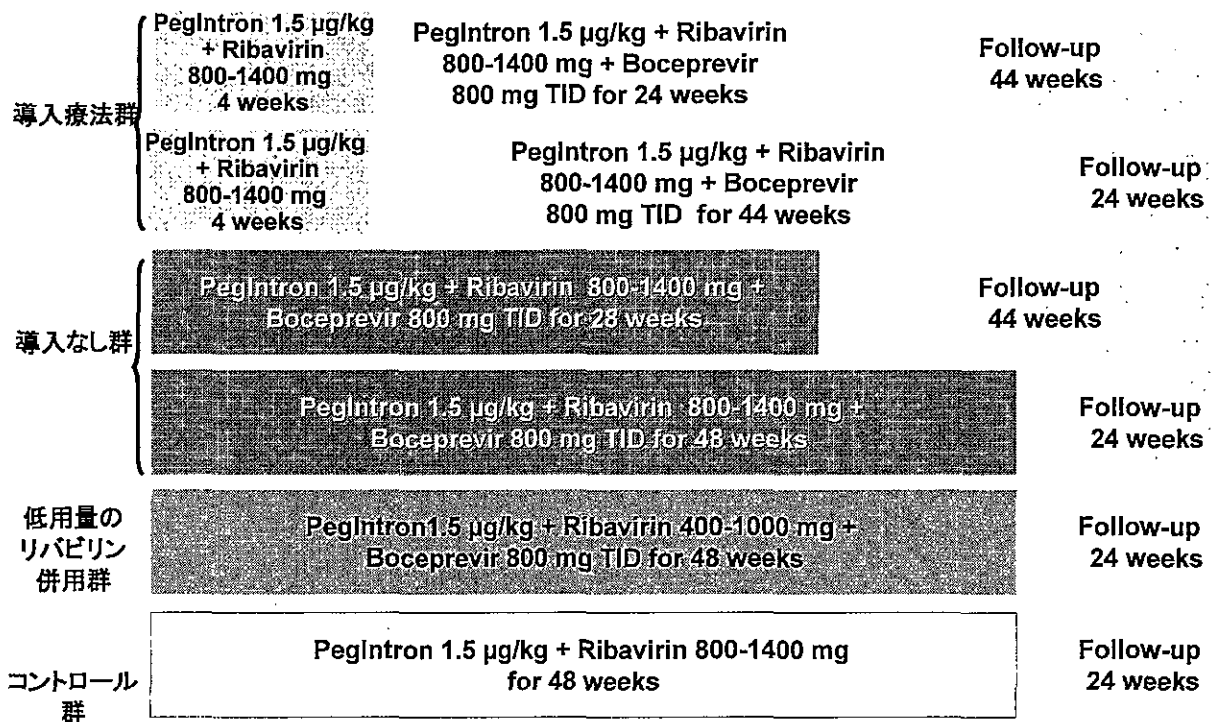 導入療法群
PegIntron 1.5 µg/kg
+ Ribavirin
800-1400 mg
4 weeks
PegIntron 1.5 µg/kg + Ribavirin
800-1400 mg + Boceprevir
800 mg TID for 24 weeks
Follow-up
44 weeks
PegIntron 1.5 µg/kg
+ Ribavirin
800-1400 mg
4 weeks
PegIntron 1.5 µg/kg + Ribavirin
800-1400 mg + Boceprevir
800 mg TID for 44 weeks
Follow-up
24 weeks
導入なし群
PegIntron 1.5 µg/kg + Ribavirin 800-1400 mg +
Boceprevir 800 mg TID for 28 weeks
Follow-up
44 weeks
PegIntron 1.5 µg/kg + Ribavirin 800-1400 mg +
Boceprevir 800 mg TID for 48 weeks
Follow-up
24 weeks
低用量の
リバビリン
併用群
PegIntron1.5 µg/kg + Ribavirin 400-1000 mg +
Boceprevir 800 mg TID for 48 weeks
Follow-up
24 weeks
コントロール
群
PegIntron 1.5 µg/kg + Ribavirin 800-1400 mg
for 48 weeks
Follow-up
24 weeks